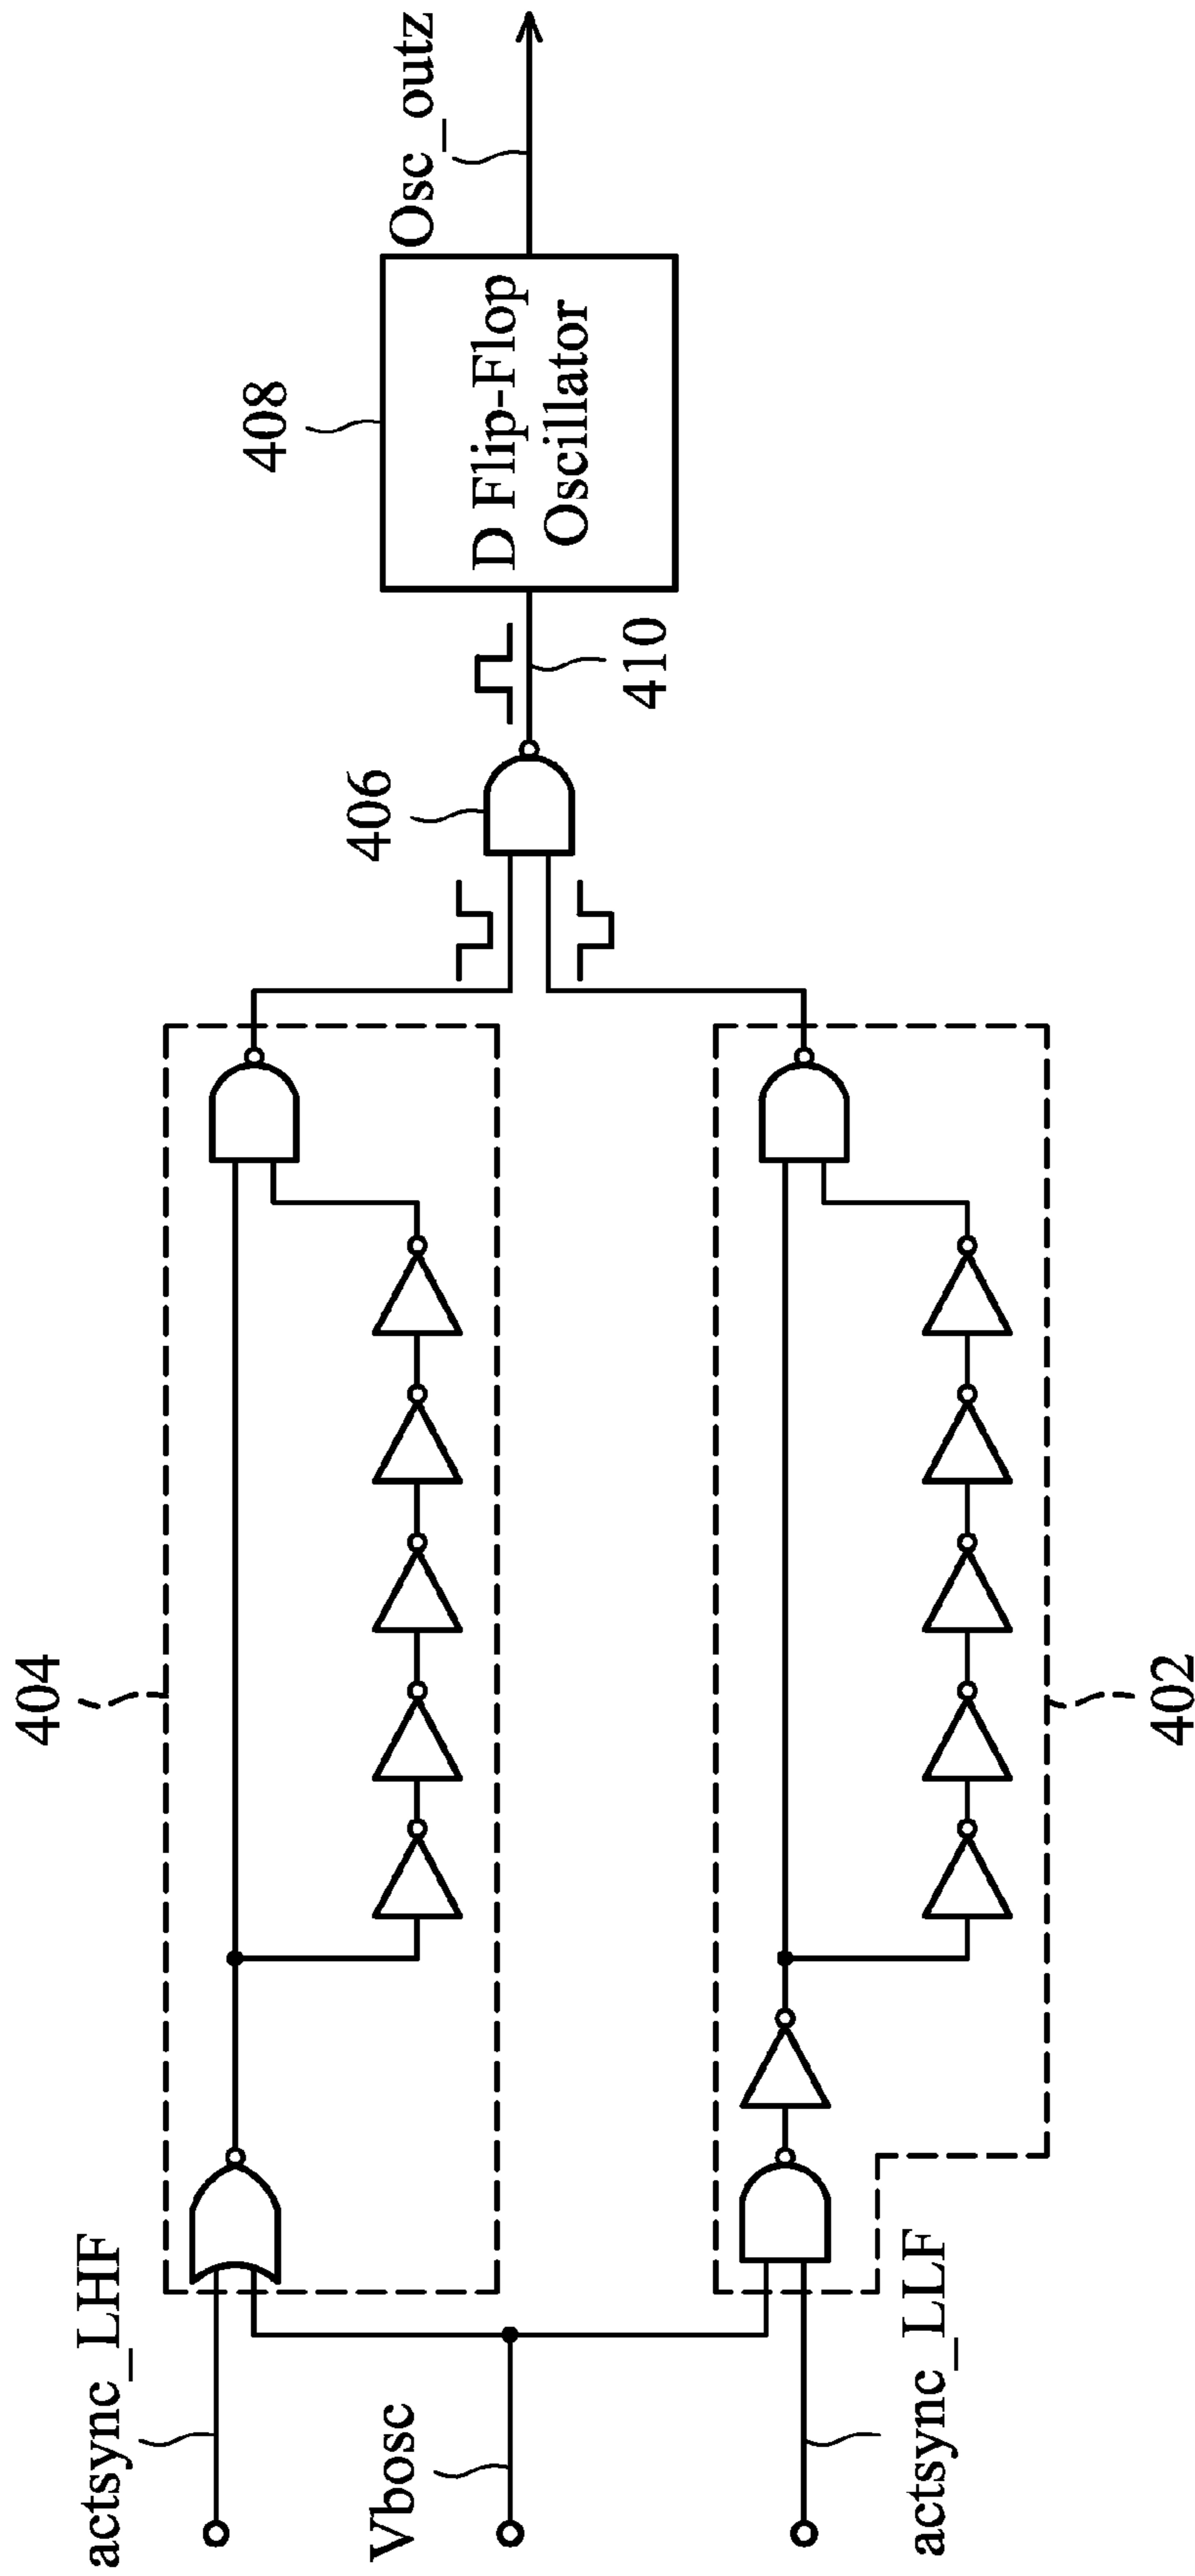 404
actsync_LHF
408
Osc_outz
406
D Flip-Flop
Oscillator
Vbosc
410
actsync_LLF
402